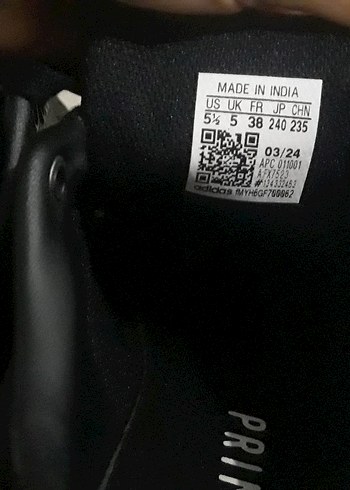 MADE IN INDIA
US UK FR JP CHN
5½ 5 38 240 235
03/24
APC 011001
adidas
PRI